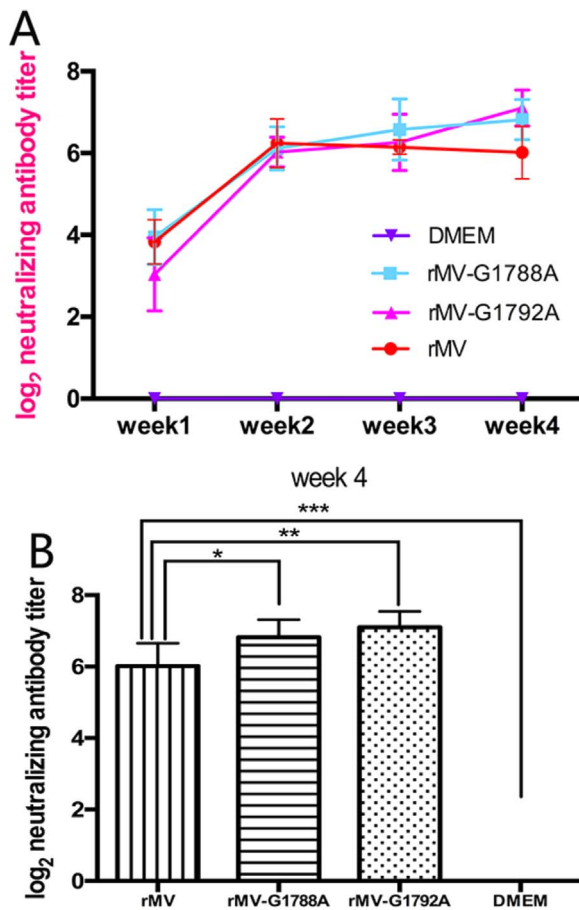 A
log2 neutralizing antibody titer
8
6
4
2
0
DMEM
rMV-G1788A
rMV-G1792A
rMV
week1 week2 week3 week4
B
week 4
***
**
*
log2 neutralizing antibody titer
8
6
4
2
0
rMV rMV-G1788A rMV-G1792A DMEM